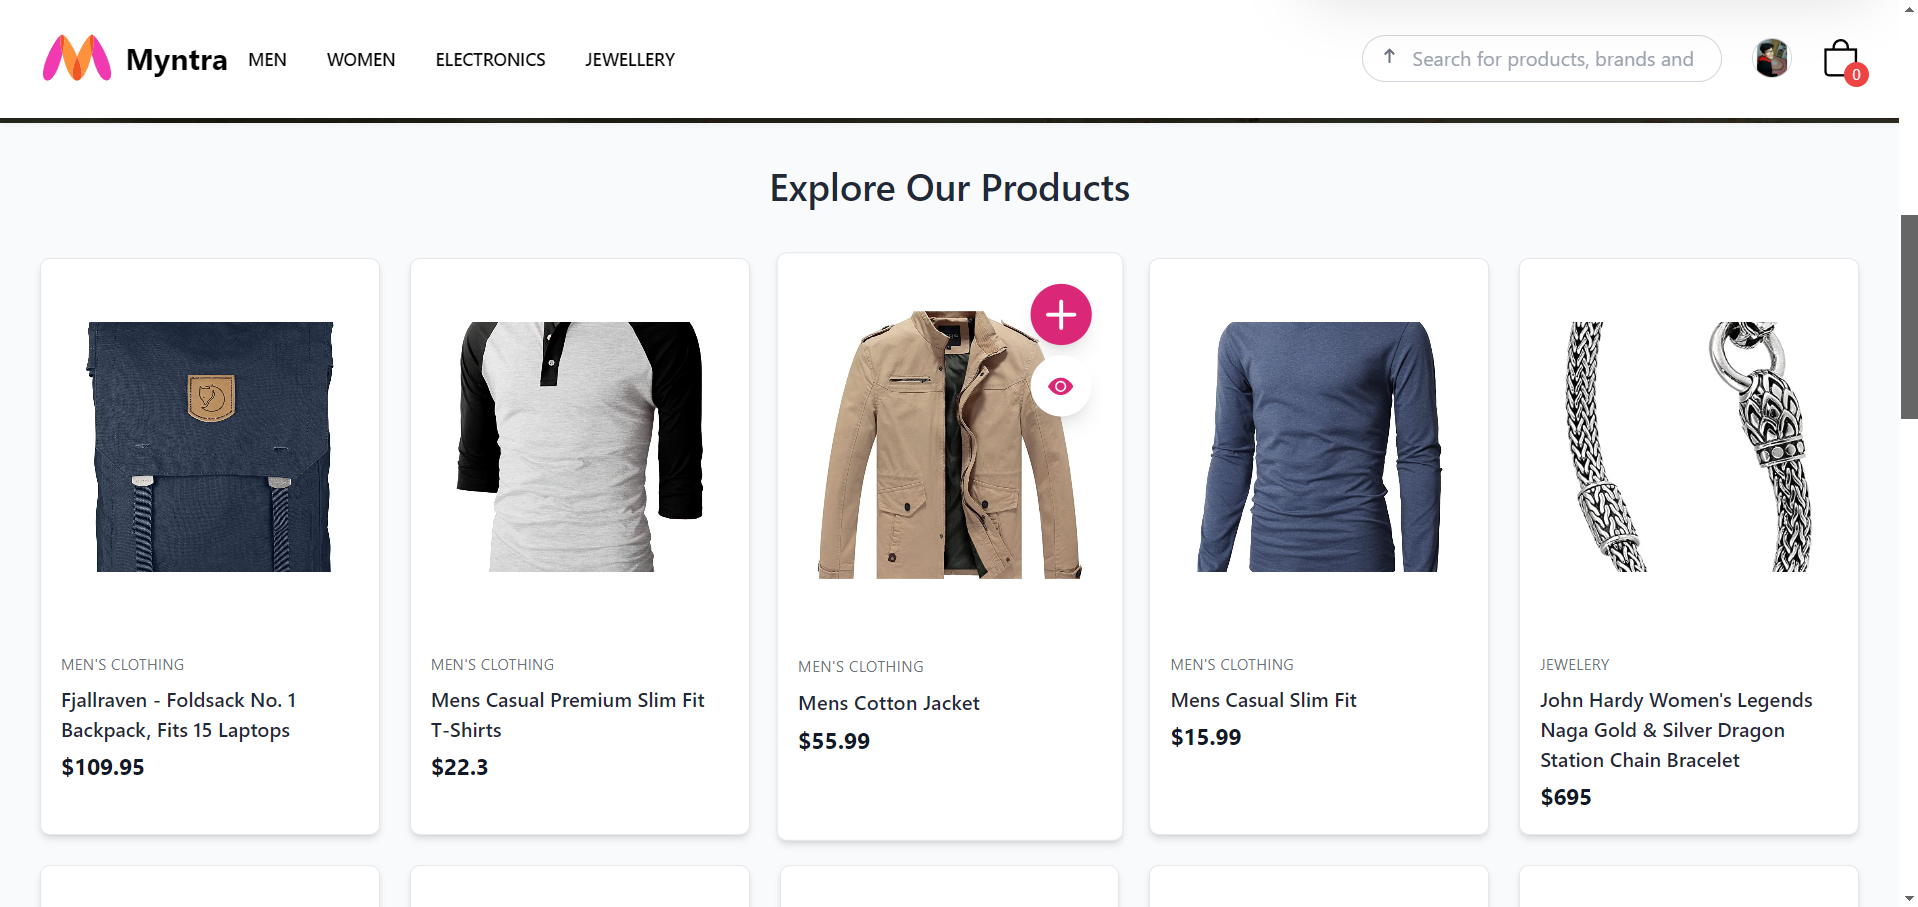 Myntra
MEN
WOMEN
ELECTRONICS
JEWELLERY
Search for products, brands and
0
Explore Our Products
MEN'S CLOTHING
Fjallraven - Foldsack No. 1
Backpack, Fits 15 Laptops
$109.95
MEN'S CLOTHING
Mens Casual Premium Slim Fit
T-Shirts
$22.3
MEN'S CLOTHING
Mens Cotton Jacket
$55.99
MEN'S CLOTHING
Mens Casual Slim Fit
$15.99
JEWELERY
John Hardy Women's Legends
Naga Gold & Silver Dragon
Station Chain Bracelet
$695